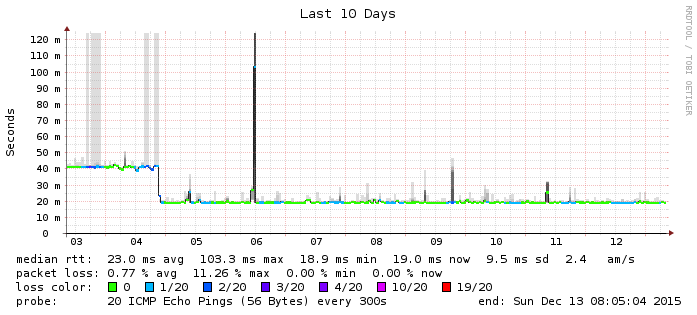 Last 10 Days
RRDTOOL / TOBI OETIKER
Seconds
120 m
110 m
100 m
90 m
80 m
70 m
60 m
50 m
40 m
30 m
20 m
10 m
0
03 04 05 06 07 08 09 10 11 12
median rtt: 23.0 ms avg 103.3 ms max 18.9 ms min 19.0 ms now 9.5 ms sd 2.4 am/s
packet loss: 0.77 % avg 11.26 % max 0.00 % min 0.00 % now
loss color: 0 1/20 2/20 3/20 4/20 10/20 19/20
probe: 20 ICMP Echo Pings (56 Bytes) every 300s end: Sun Dec 13 08:05:04 2015